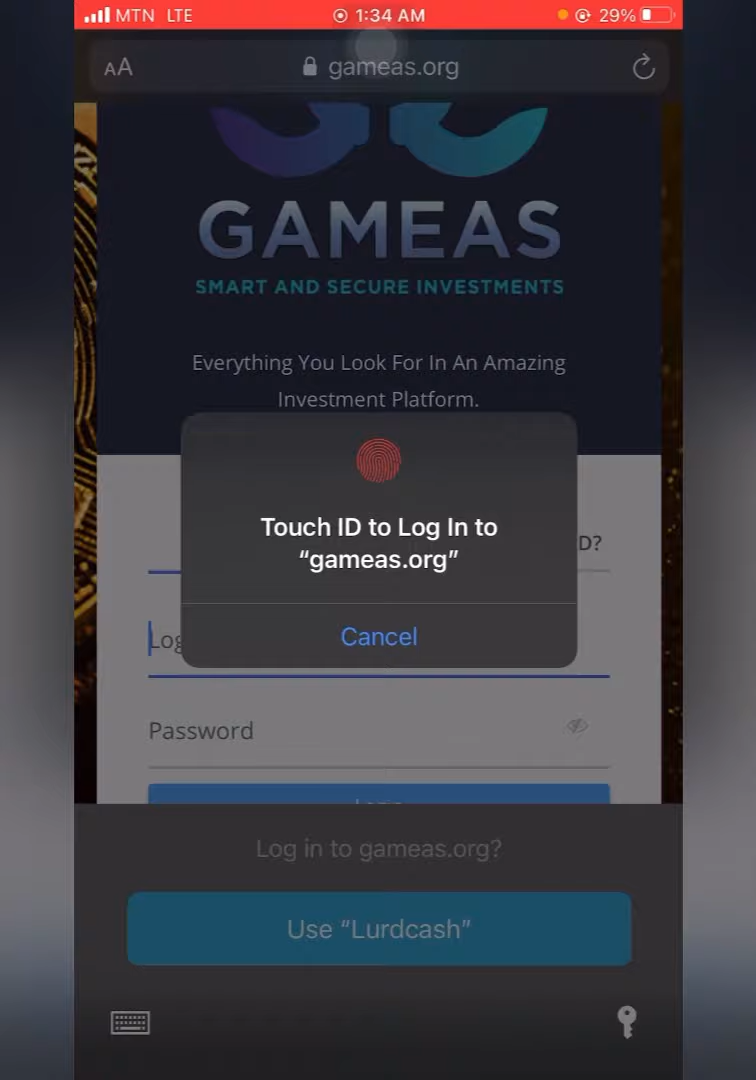 MTN LTE 1:34 AM 29%
AA gameas.org
GAMEAS
SMART AND SECURE INVESTMENTS
Everything You Look For In An Amazing
Investment Platform.
Touch ID to Log In to
“gameas.org”
D?
Cancel
Log
Password
Login
Log in to gameas.org?
Use “Lurdcash”